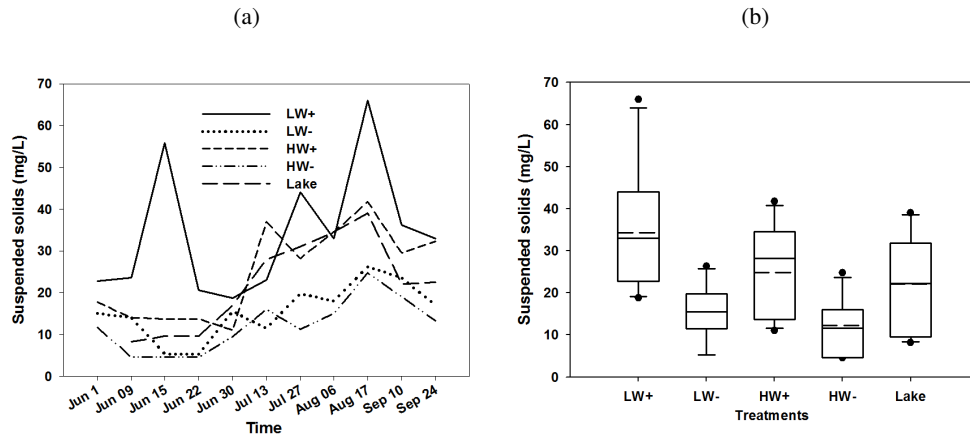 (a)
(b)
Suspended solids (mg/L)
70
60
50
40
30
20
10
0
LW+
LW-
HW+
HW-
Lake
Jun 1
Jun 09
Jun 15
Jun 22
Jun 30
Jul 13
Jul 27
Aug 06
Aug 17
Sep 10
Sep 24
Time
Suspended solids (mg/L)
70
60
50
40
30
20
10
0
LW+ LW- HW+ HW- Lake
Treatments